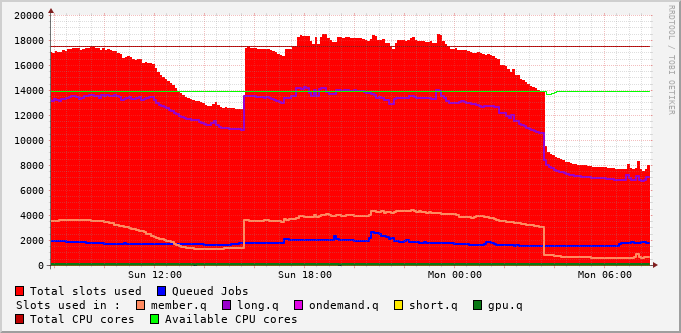 20000
18000
16000
14000
12000
10000
8000
6000
4000
2000
0
Sun 12:00 Sun 18:00 Mon 00:00 Mon 06:00
RRDTOOL / TOBI OETIKER
Total slots used Queued Jobs
Slots used in : member.q long.q ondemand.q short.q gpu.q
Total CPU cores Available CPU cores